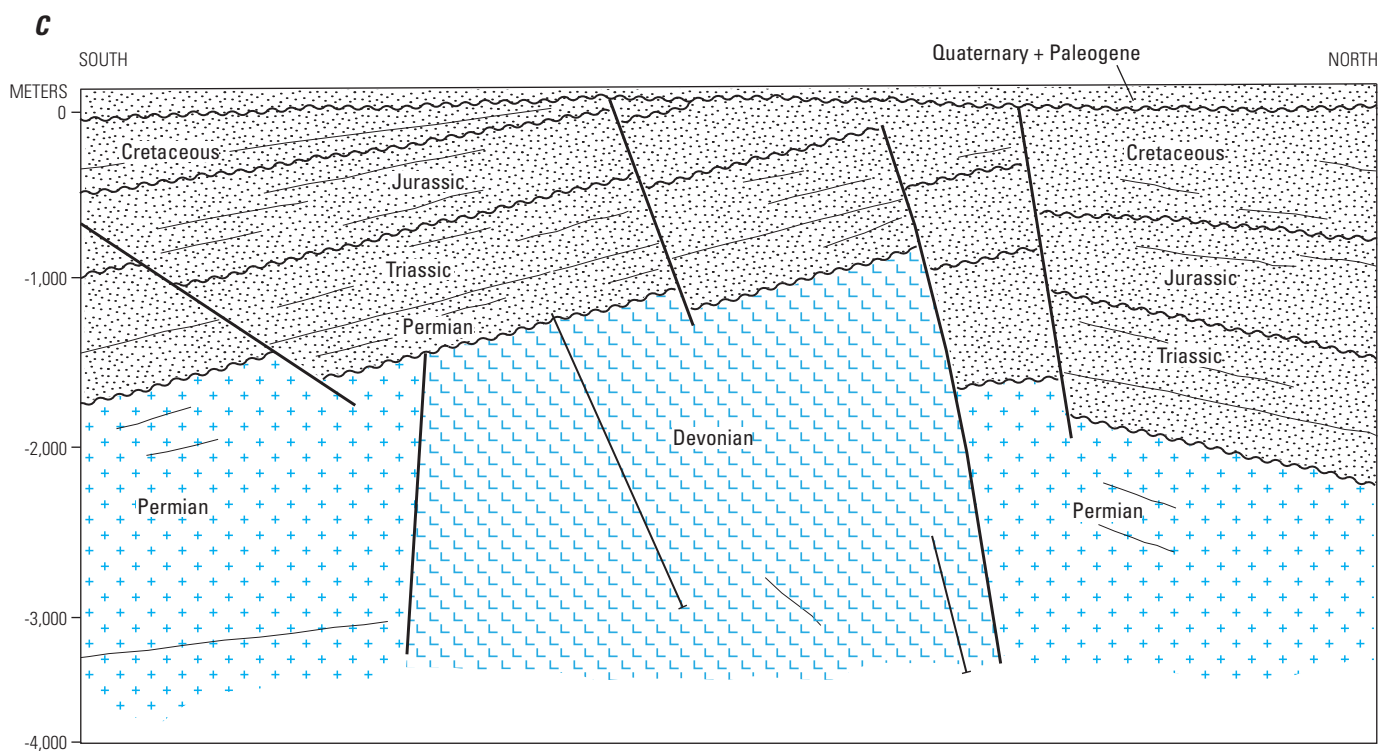 C
SOUTH
Quaternary + Paleogene
NORTH
METERS
0
Cretaceous
Cretaceous
Jurassic
Triassic
-1,000
Jurassic
Permian
Triassic
Devonian
-2,000
Permian
Permian
-3,000
-4,000